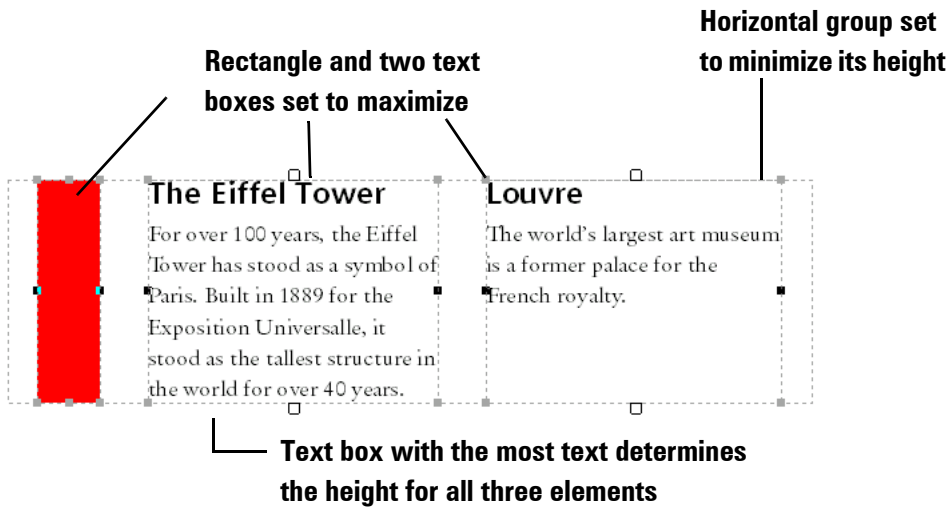 Horizontal group set
to minimize its height
Rectangle and two text
boxes set to maximize
The Eiffel Tower
For over 100 years, the Eiffel
Tower has stood as a symbol of
Paris. Built in 1889 for the
Exposition Universalle, it
stood as the tallest structure in
the world for over 40 years.
Louvre
The world's largest art museum
is a former palace for the
French royalty.
Text box with the most text determines
the height for all three elements